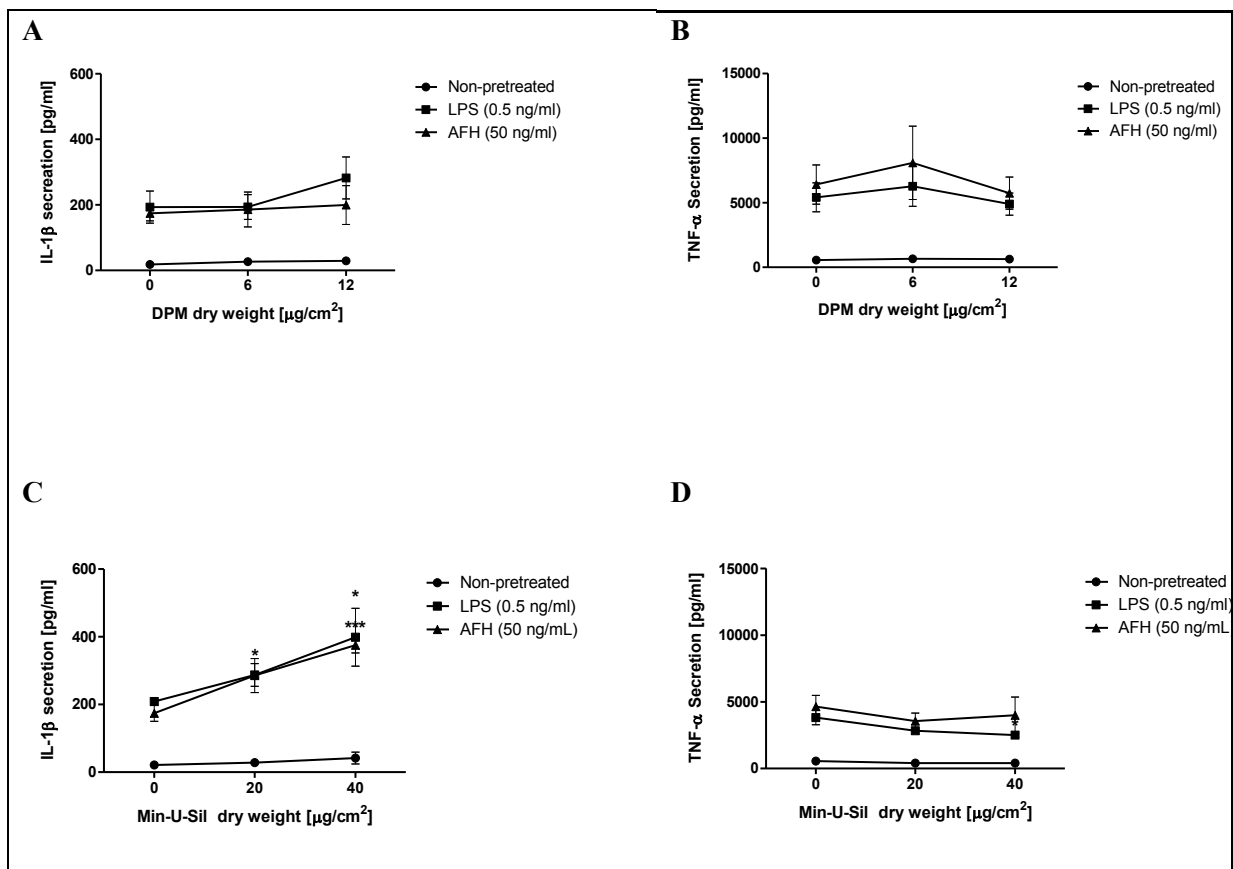 A
IL-1β secreation [pg/ml]
600
400
200
0
0 6 12
DPM dry weight [μg/cm²]
Non-pretreated
LPS (0.5 ng/ml)
AFH (50 ng/ml)
B
TNF-α Secretion [pg/ml]
15000
10000
5000
0
0 6 12
DPM dry weight [μg/cm²]
Non-pretreated
LPS (0.5 ng/ml)
AFH (50 ng/ml)
C
IL-1β secretion [pg/ml]
600
400
200
0
*
***
*
0 20 40
Min-U-Sil dry weight [μg/cm²]
Non-pretreated
LPS (0.5 ng/ml)
AFH (50 ng/mL)
D
TNF-α Secretion [pg/ml]
15000
10000
5000
0
*
0 20 40
Min-U-Sil dry weight [μg/cm²]
Non-pretreated
LPS (0.5 ng/ml)
AFH (50 ng/mL